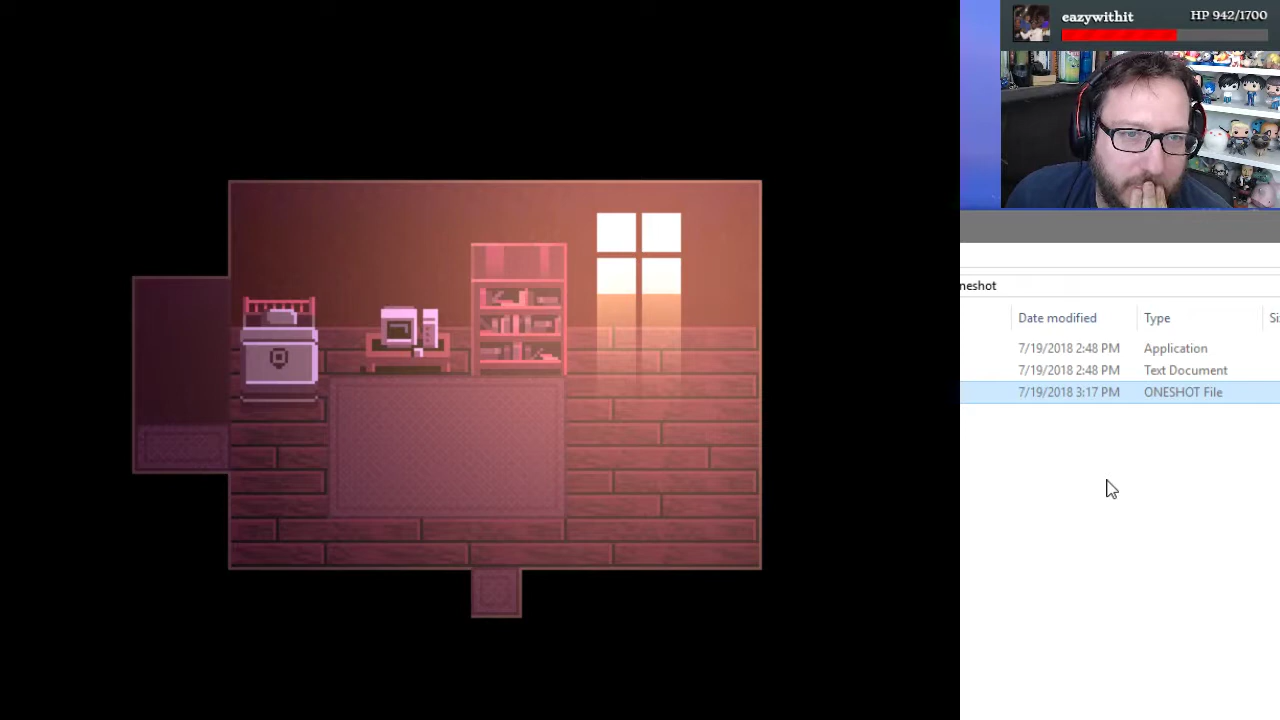 eazywithit HP 942/1700
neshot
Date modified Type Si
7/19/2018 2:48 PM Application
7/19/2018 2:48 PM Text Document
7/19/2018 3:17 PM ONESHOT File